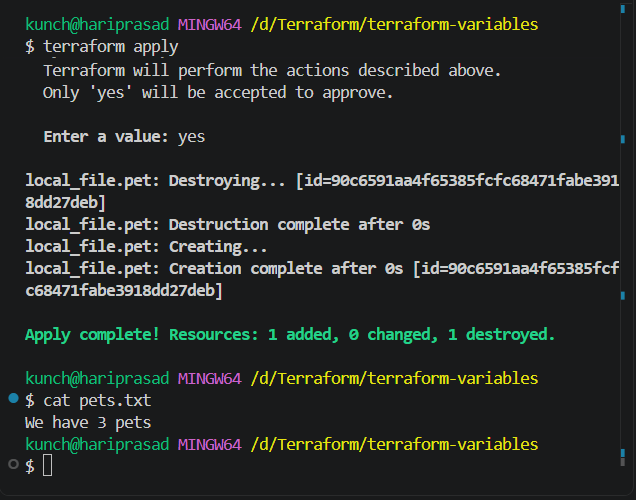 kunch@hariprasad MINGW64 /d/Terraform/terraform-variables
$ terraform apply
Terraform will perform the actions described above.
Only 'yes' will be accepted to approve.
Enter a value: yes
local_file.pet: Destroying... [id=90c6591aa4f65385fcfc68471fabe391
8dd27deb]
local_file.pet: Destruction complete after 0s
local_file.pet: Creating...
local_file.pet: Creation complete after 0s [id=90c6591aa4f65385fcf
c68471fabe3918dd27deb]
Apply complete! Resources: 1 added, 0 changed, 1 destroyed.
kunch@hariprasad MINGW64 /d/Terraform/terraform-variables
$ cat pets.txt
We have 3 pets
kunch@hariprasad MINGW64 /d/Terraform/terraform-variables
$